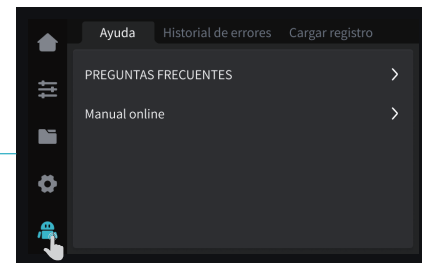 Ayuda Historial de errores Cargar registro
PREGUNTAS FRECUENTES
Manual online